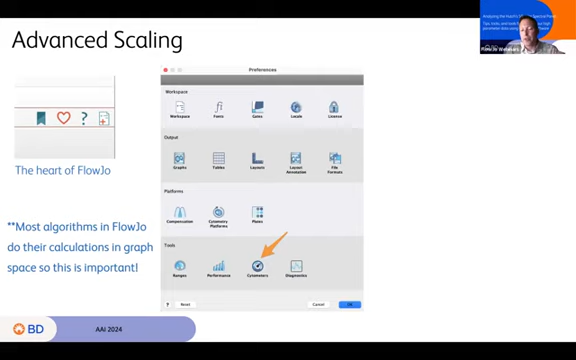 Advanced Scaling
?
The heart of FlowJo
**Most algorithms in FlowJo
do their calculations in graph
space so this is important!
Preferences
Workspace
Workspace
Fonts
Gates
Locale
License
Output
Graphs
Tables
Layouts
Layout
Annotation
File
Formats
Platforms
Compensation
Cytometry
Platforms
Plates
Tools
Ranges
Performance
Cytometers
Diagnostics
?
Reset
Cancel
OK
BD
AAI 2024